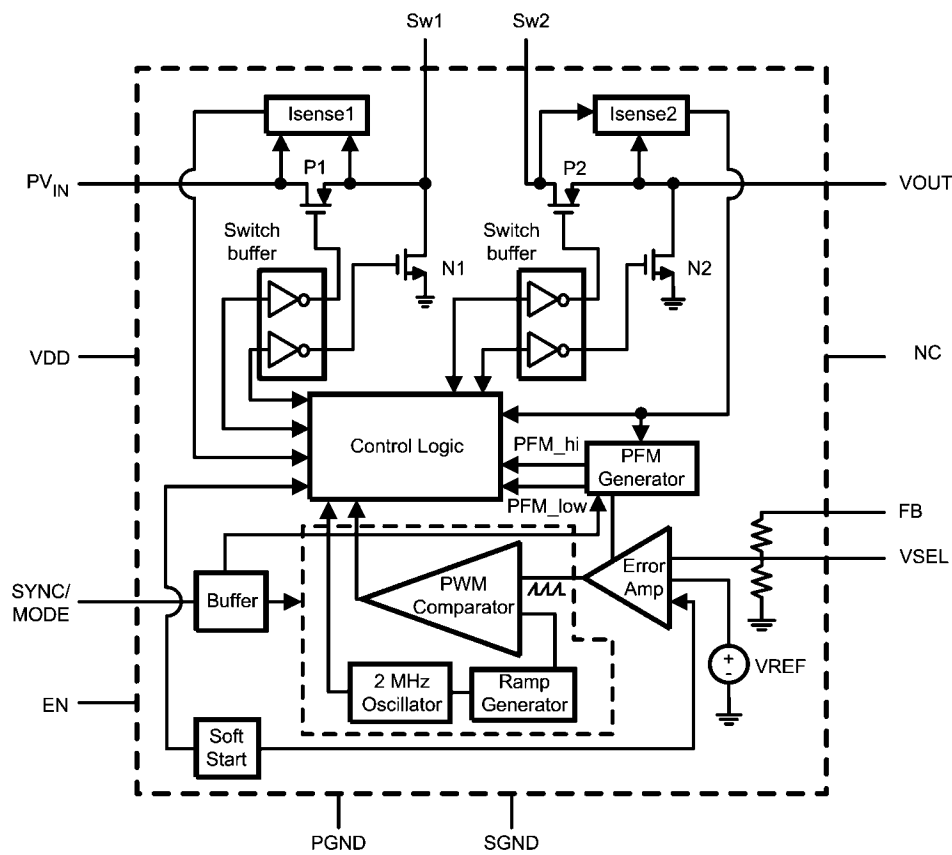 Sw1
Sw2
Isense1
Isense2
P1
P2
PVIN
VOUT
Switch
buffer
Switch
buffer
N1
N2
VDD
NC
Control Logic
PFM_hi
PFM
Generator
PFM_low
FB
VSEL
Error
Amp
SYNC/
MODE
Buffer
PWM
Comparator
+
-
VREF
2 MHz
Oscillator
Ramp
Generator
EN
Soft
Start
PGND
SGND